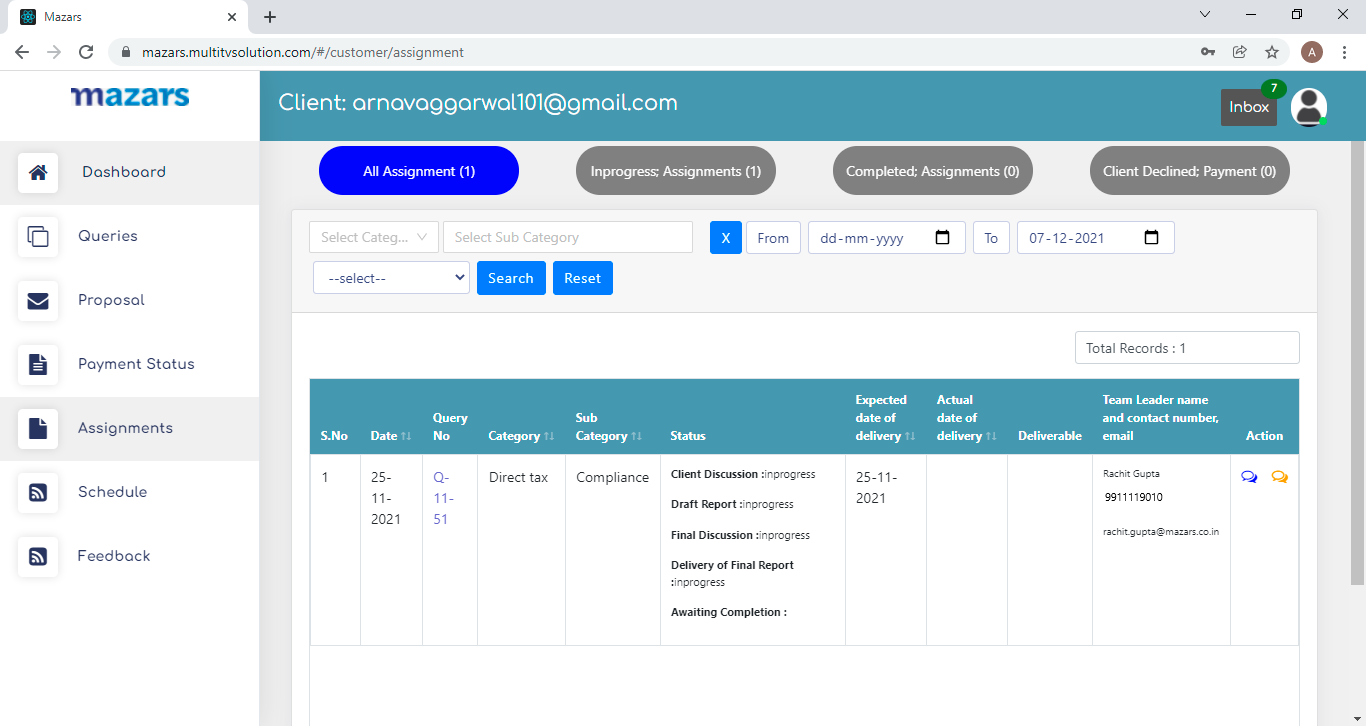 Mazars
mazars.multitvsolution.com/#/customer/assignment
A
mazars
Client: arnavaggarwal101@gmail.com
Inbox
7
Dashboard
Queries
Proposal
Payment Status
Assignments
Schedule
Feedback
All Assignment (1)
Inprogress; Assignments (1)
Completed; Assignments (0)
Client Declined; Payment (0)
Select Categ...
Select Sub Category
X
From
dd-mm-yyyy
To
07-12-2021
--select--
Search
Reset
Total Records : 1
S.No
Date
Query
No
Category
Sub
Category
Status
Expected
date of
delivery
Actual
date of
delivery
Deliverable
Team Leader name
and contact number,
email
Action
1
25-
11-
2021
Q-
11-
51
Direct tax
Compliance
Client Discussion :inprogress
Draft Report :inprogress
Final Discussion :inprogress
Delivery of Final Report
:inprogress
Awaiting Completion :
25-11-
2021
Rachit Gupta
9911119010
rachit.gupta@mazars.co.in